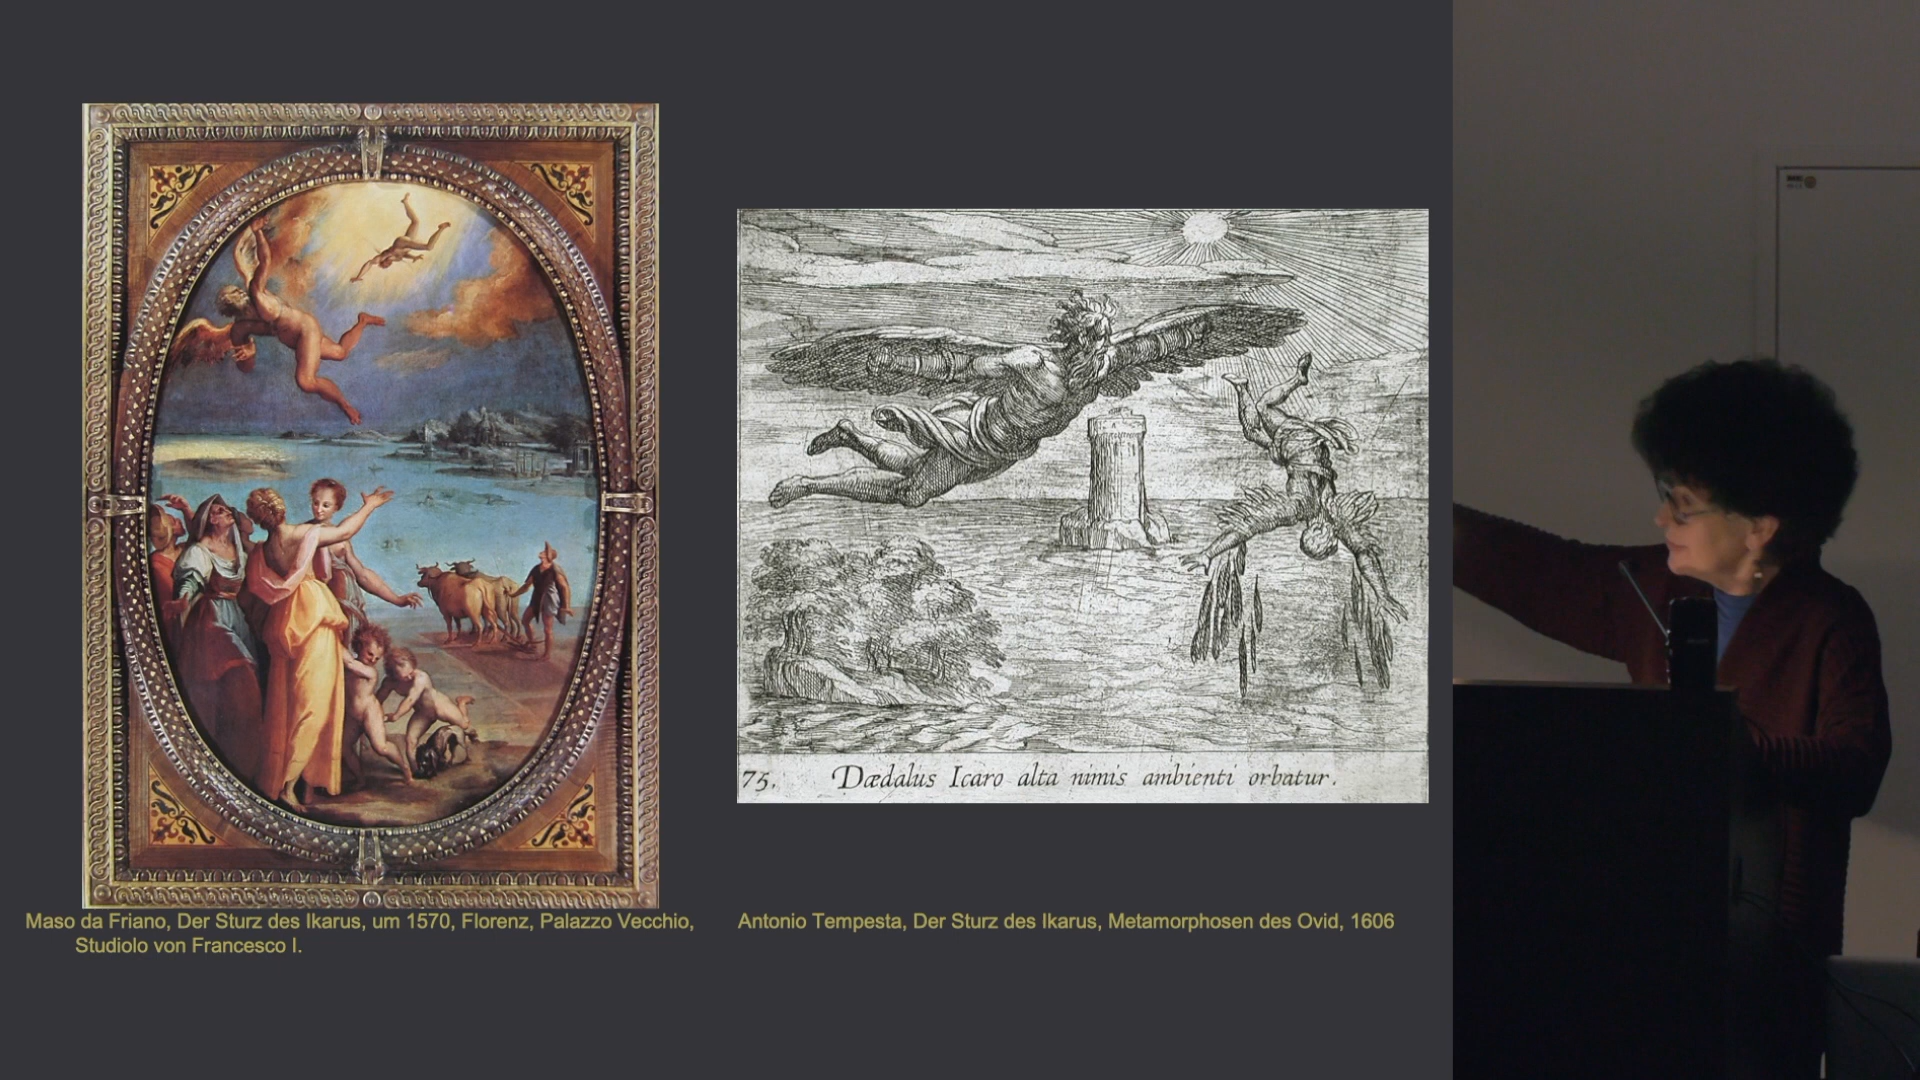 75, Dædalus Icaro alta nimis ambienti orbatur.
Maso da Friano, Der Sturz des Ikarus, um 1570, Florenz, Palazzo Vecchio,
Studiolo von Francesco I.
Antonio Tempesta, Der Sturz des Ikarus, Metamorphosen des Ovid, 1606